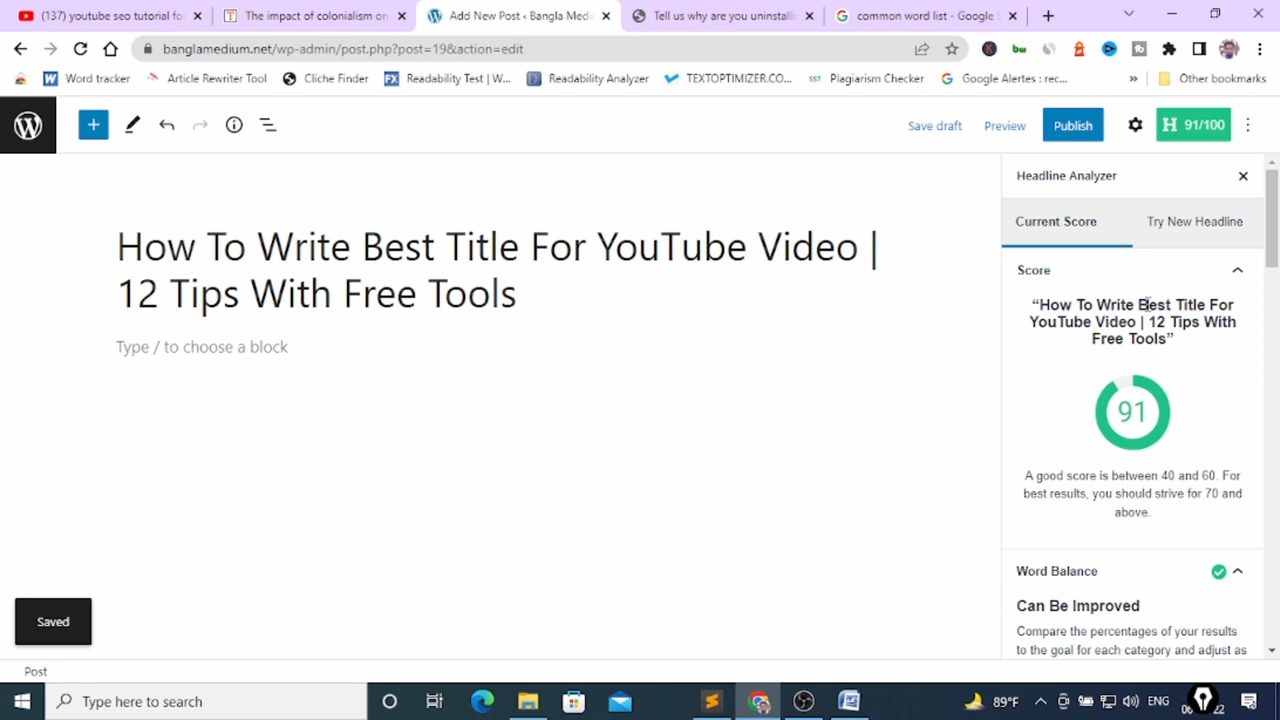 (137) youtube seo tutorial fo
The impact of colonialism on
Add New Post ‹ Bangla Medi
Tell us why are you uninstalli
common word list - Google S
banglamedium.net/wp-admin/post.php?post=19&action=edit
Word tracker
Article Rewriter Tool
Cliche Finder
Readability Test | W...
Readability Analyzer
TEXTOPTIMIZER.CO...
Plagiarism Checker
Google Alertes : rec...
»
Other bookmarks
Save draft
Preview
Publish
H 91/100
Headline Analyzer
Current Score
Try New Headline
How To Write Best Title For YouTube Video |
12 Tips With Free Tools
Type / to choose a block
Score
“How To Write Best Title For
YouTube Video | 12 Tips With
Free Tools”
91
A good score is between 40 and 60. For
best results, you should strive for 70 and
above.
Word Balance
Can Be Improved
Compare the percentages of your results
to the goal for each category and adjust as
Saved
Post
Type here to search
89°F
ENG